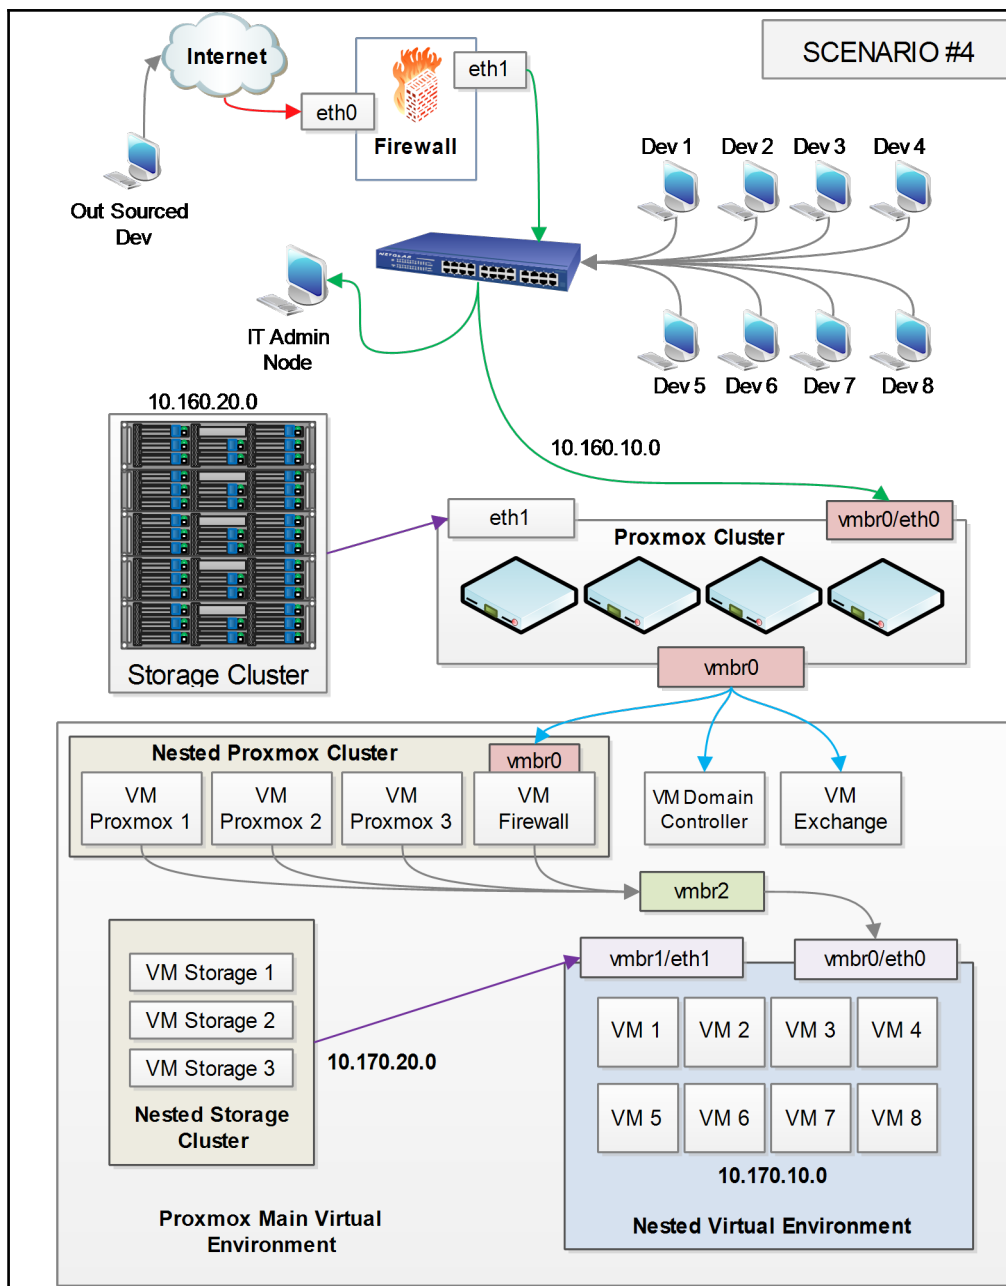 SCENARIO #4
Internet
eth0
eth1
Firewall
Out Sourced
Dev
Dev 1
Dev 2
Dev 3
Dev 4
NETGEAR
IT Admin
Node
Dev 5
Dev 6
Dev 7
Dev 8
10.160.20.0
10.160.10.0
Storage Cluster
eth1
vmbr0/eth0
Proxmox Cluster
vmbr0
Nested Proxmox Cluster
vmbr0
VM
Proxmox 1
VM
Proxmox 2
VM
Proxmox 3
VM
Firewall
VM Domain
Controller
VM
Exchange
vmbr2
VM Storage 1
VM Storage 2
VM Storage 3
Nested Storage
Cluster
10.170.20.0
vmbr1/eth1
vmbr0/eth0
VM 1
VM 2
VM 3
VM 4
VM 5
VM 6
VM 7
VM 8
10.170.10.0
Nested Virtual Environment
Proxmox Main Virtual
Environment